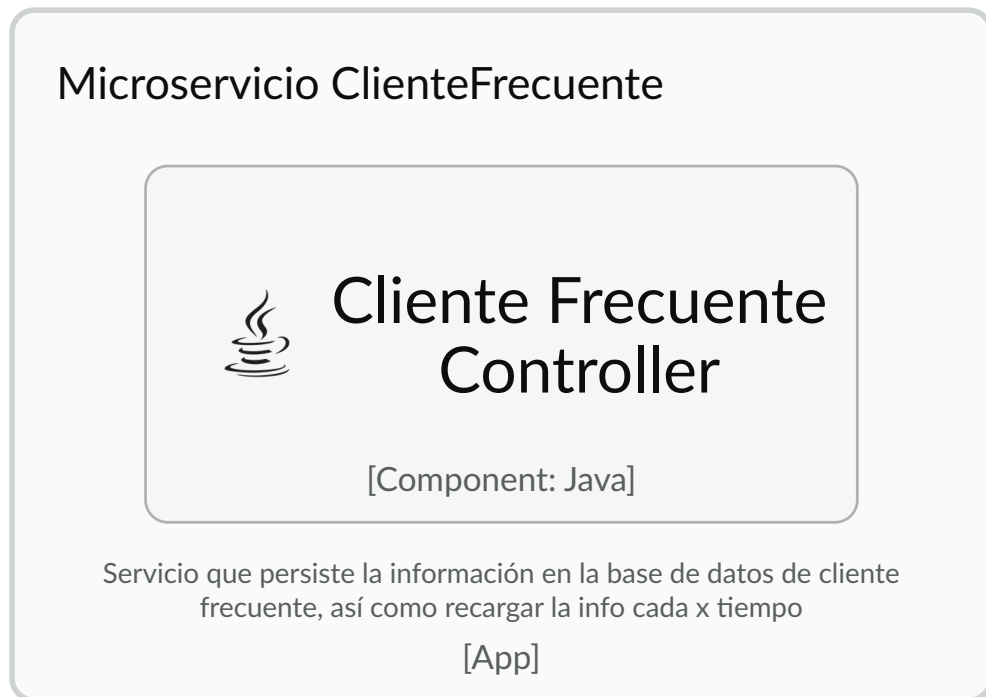 Microservicio ClienteFrecuente
Cliente Frecuente
Controller
[Component: Java]
Servicio que persiste la información en la base de datos de cliente
frecuente, así como recargar la info cada x tiempo
[App]